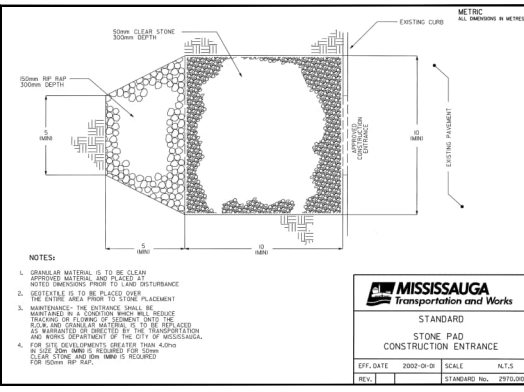 METRIC
ALL DIMENSIONS IN METRES
50mm CLEAR STONE
300mm DEPTH
EXISTING CURB
150mm RIP RAP
300mm DEPTH
5
(MIN)
APPROVED
CONSTRUCTION
ENTRANCE
10
(MIN)
EXISTING PAVEMENT
5
(MIN)
10
(MIN)
NOTES:
1. GRANULAR MATERIAL IS TO BE CLEAN
APPROVED MATERIAL AND PLACED AT
NOTED DIMENSIONS PRIOR TO LAND DISTURBANCE
2. GEOTEXTILE IS TO BE PLACED OVER
THE ENTIRE AREA PRIOR TO STONE PLACEMENT
3. MAINTENANCE- THE ENTRANCE SHALL BE
MAINTAINED IN A CONDITION WHICH WILL REDUCE
TRACKING OR FLOWING OF SEDIMENT ONTO THE
R.O.W. AND GRANULAR MATERIAL IS TO BE REPLACED
AS WARRANTED OR DIRECTED BY THE TRANSPORTATION
AND WORKS DEPARTMENT OF THE CITY OF MISSISSAUGA.
4. FOR SITE DEVELOPMENTS GREATER THAN 4.0ha
IN SIZE 20m (MIN) IS REQUIRED FOR 50mm
CLEAR STONE AND 10m (MIN) IS REQUIRED
FOR 150mm RIP RAP.
MISSISSAUGA
Transportation and Works
STANDARD
STONE PAD
CONSTRUCTION ENTRANCE
EFF. DATE 2002-01-01 SCALE N.T.S
REV. STANDARD No. 2970.010